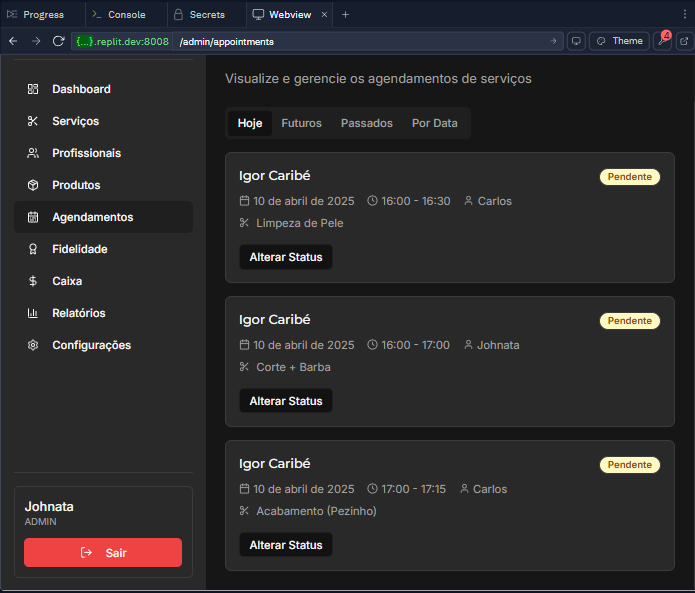 Progress Console Secrets Webview
{...}.replit.dev:8008 /admin/appointments Theme 4
Dashboard
Serviços
Profissionais
Produtos
Agendamentos
Fidelidade
Caixa
Relatórios
Configurações
Johnata
ADMIN
Sair
Visualize e gerencie os agendamentos de serviços
Hoje Futuros Passados Por Data
Igor Caribé Pendente
10 de abril de 2025 16:00 - 16:30 Carlos
Limpeza de Pele
Alterar Status
Igor Caribé Pendente
10 de abril de 2025 16:00 - 17:00 Johnata
Corte + Barba
Alterar Status
Igor Caribé Pendente
10 de abril de 2025 17:00 - 17:15 Carlos
Acabamento (Pezinho)
Alterar Status